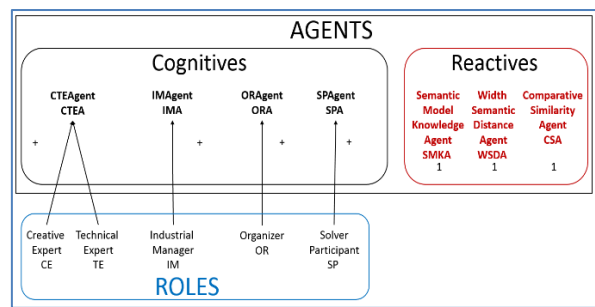 AGENTS
Cognitives
Reactives
CTEAgent IMAgent ORAgent SPAgent
CTEA IMA ORA SPA
+ + + +
Semantic Width Comparative
Model Semantic Similarity
Knowledge Distance Agent
Agent Agent CSA
SMKA WSDA
1 1 1
Creative Technical Industrial Organizer Solver
Expert Expert Manager OR Participant
CE TE IM SP
ROLES